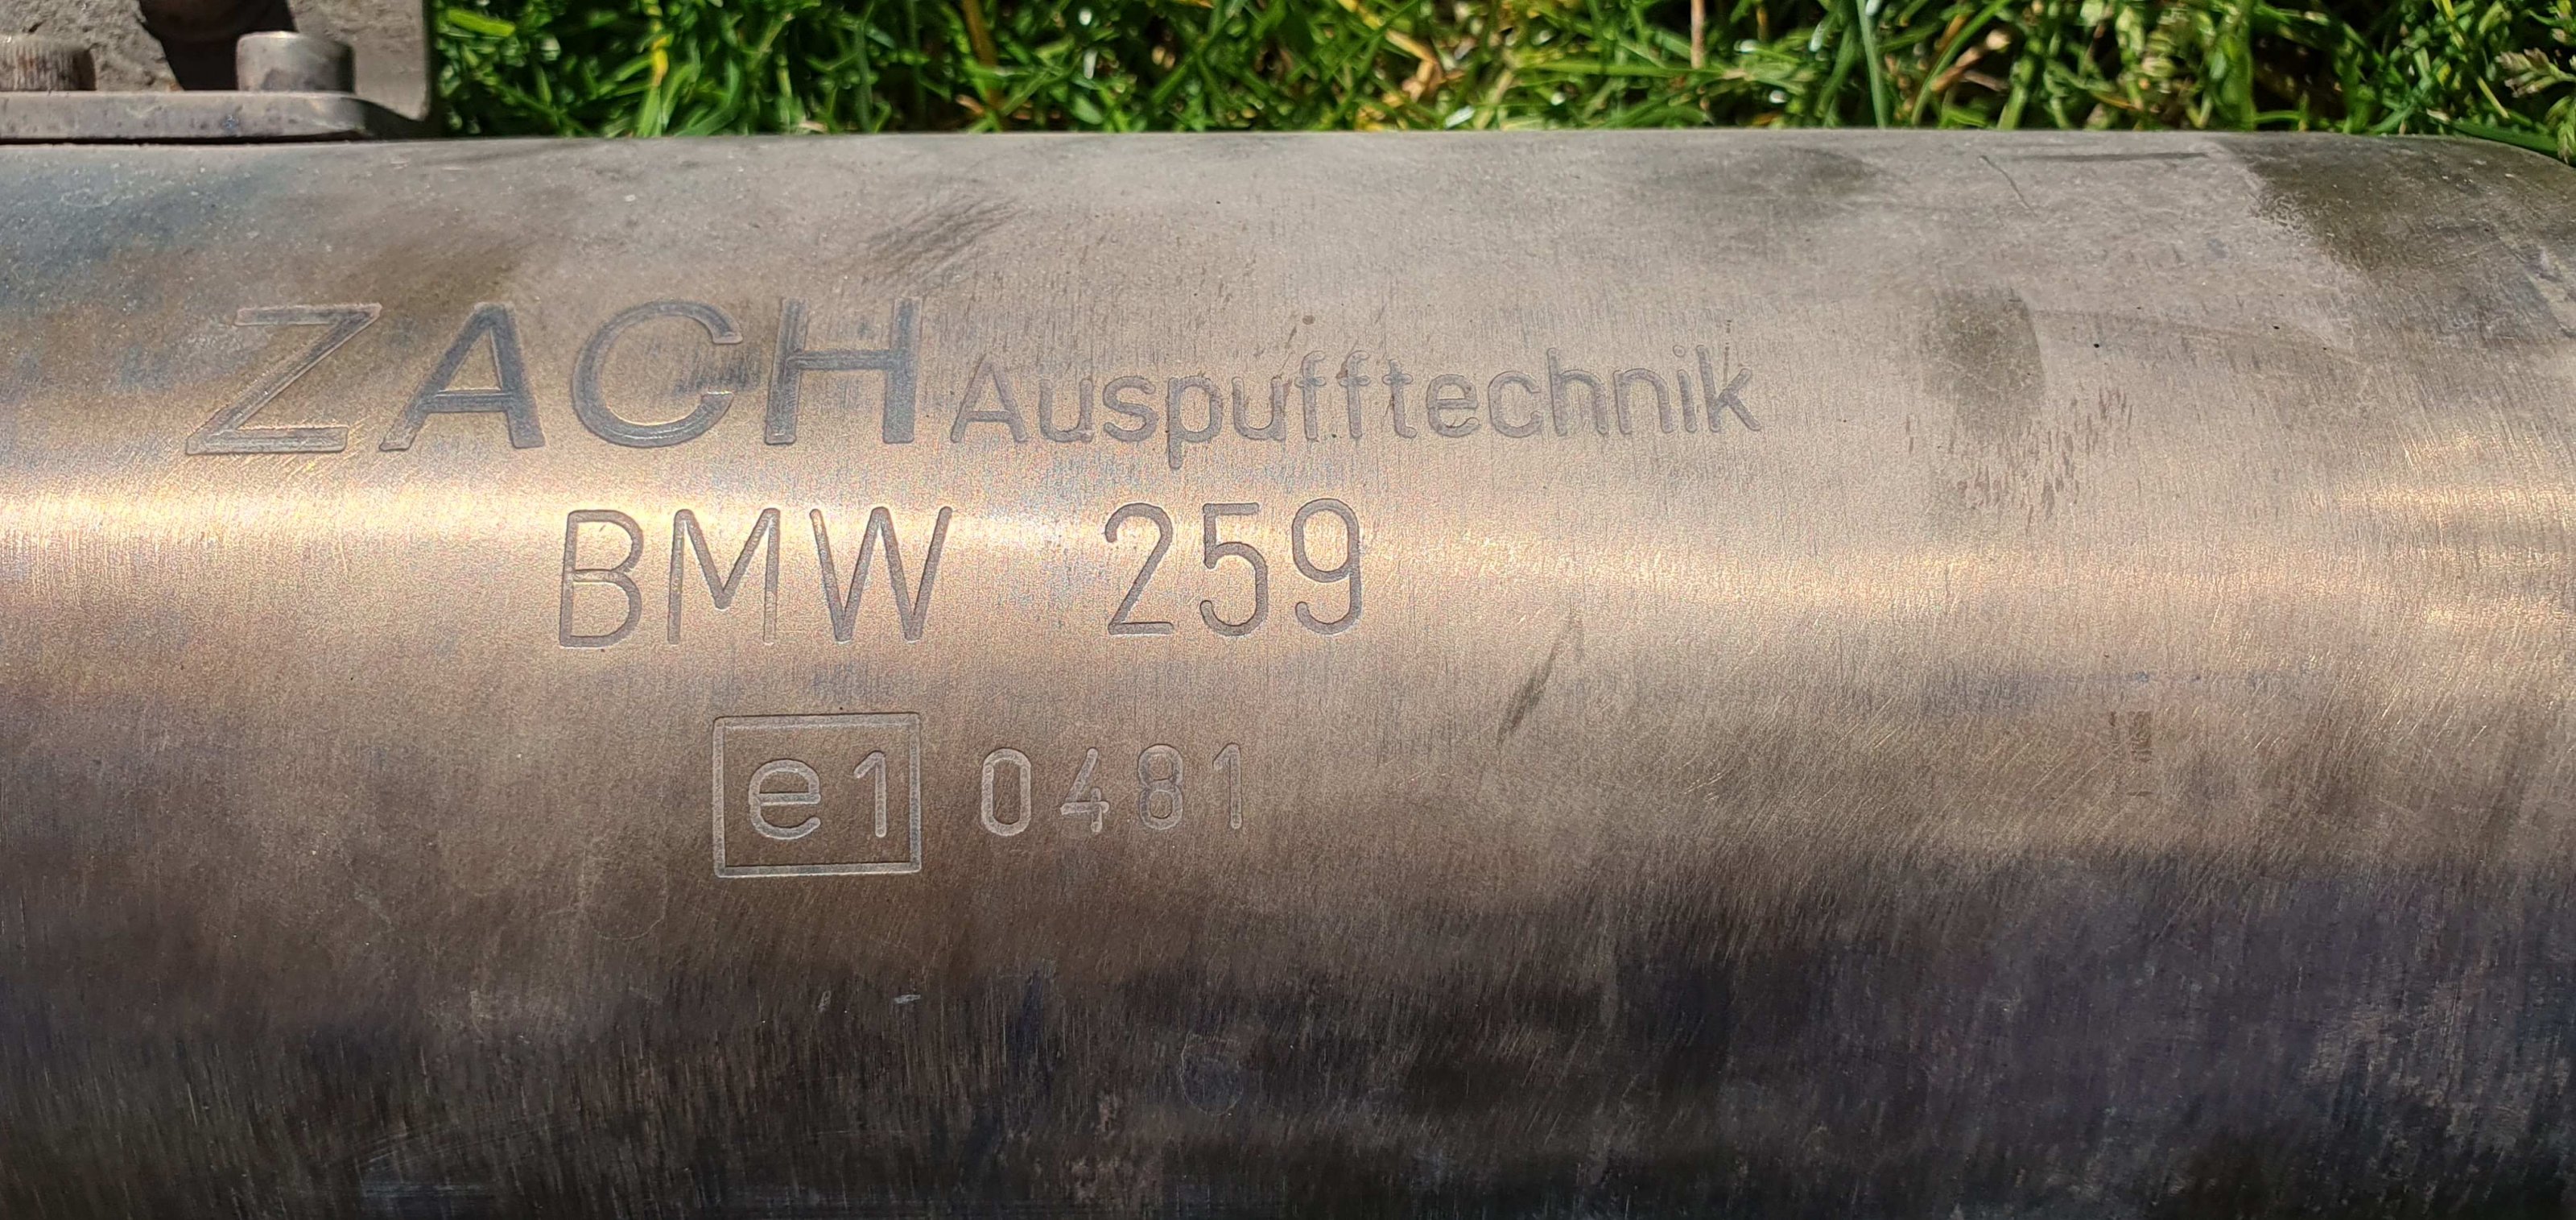 ZACH Auspufftechnik
BMW 259
e1 0481